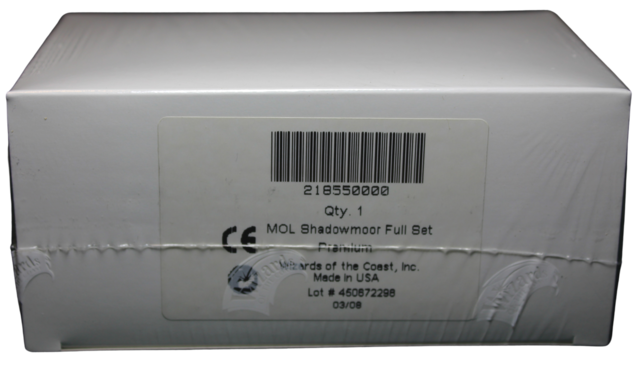 218550000
Qty. 1
MOL Shadowmoor Full Set
CE
Premium
Wizards of the Coast, Inc.
Made in USA
Lot # 450872298
03/08